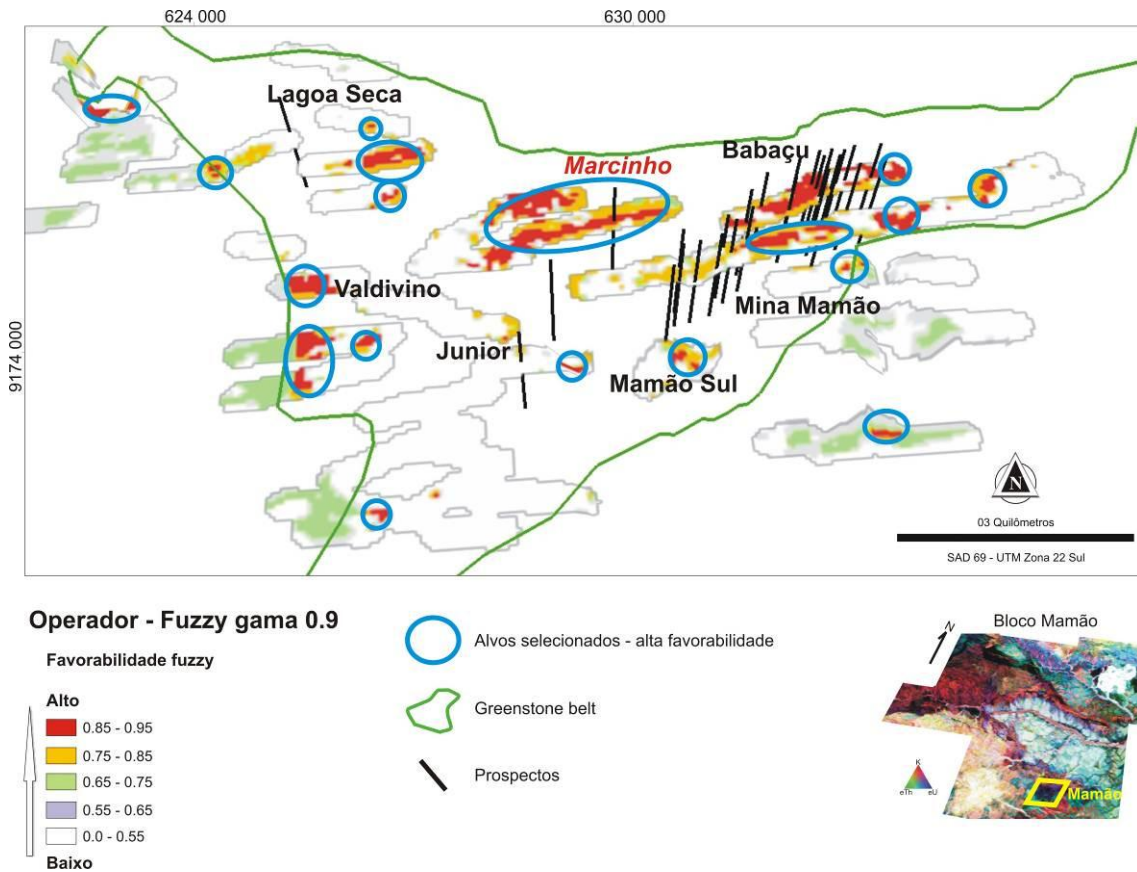 624 000
630 000
9174 000
Lagoa Seca
Marcinho
Babaçu
Valdivino
Junior
Mina Mamão
Mamão Sul
N
03 Quilômetros
SAD 69 - UTM Zona 22 Sul
Operador - Fuzzy gama 0.9
Favorabilidade fuzzy
Alto
0.85 - 0.95
0.75 - 0.85
0.65 - 0.75
0.55 - 0.65
0.0 - 0.55
Baixo
Alvos selecionados - alta favorabilidade
Greenstone belt
Prospectos
Bloco Mamão
N
K
eTh
eU
Mamão